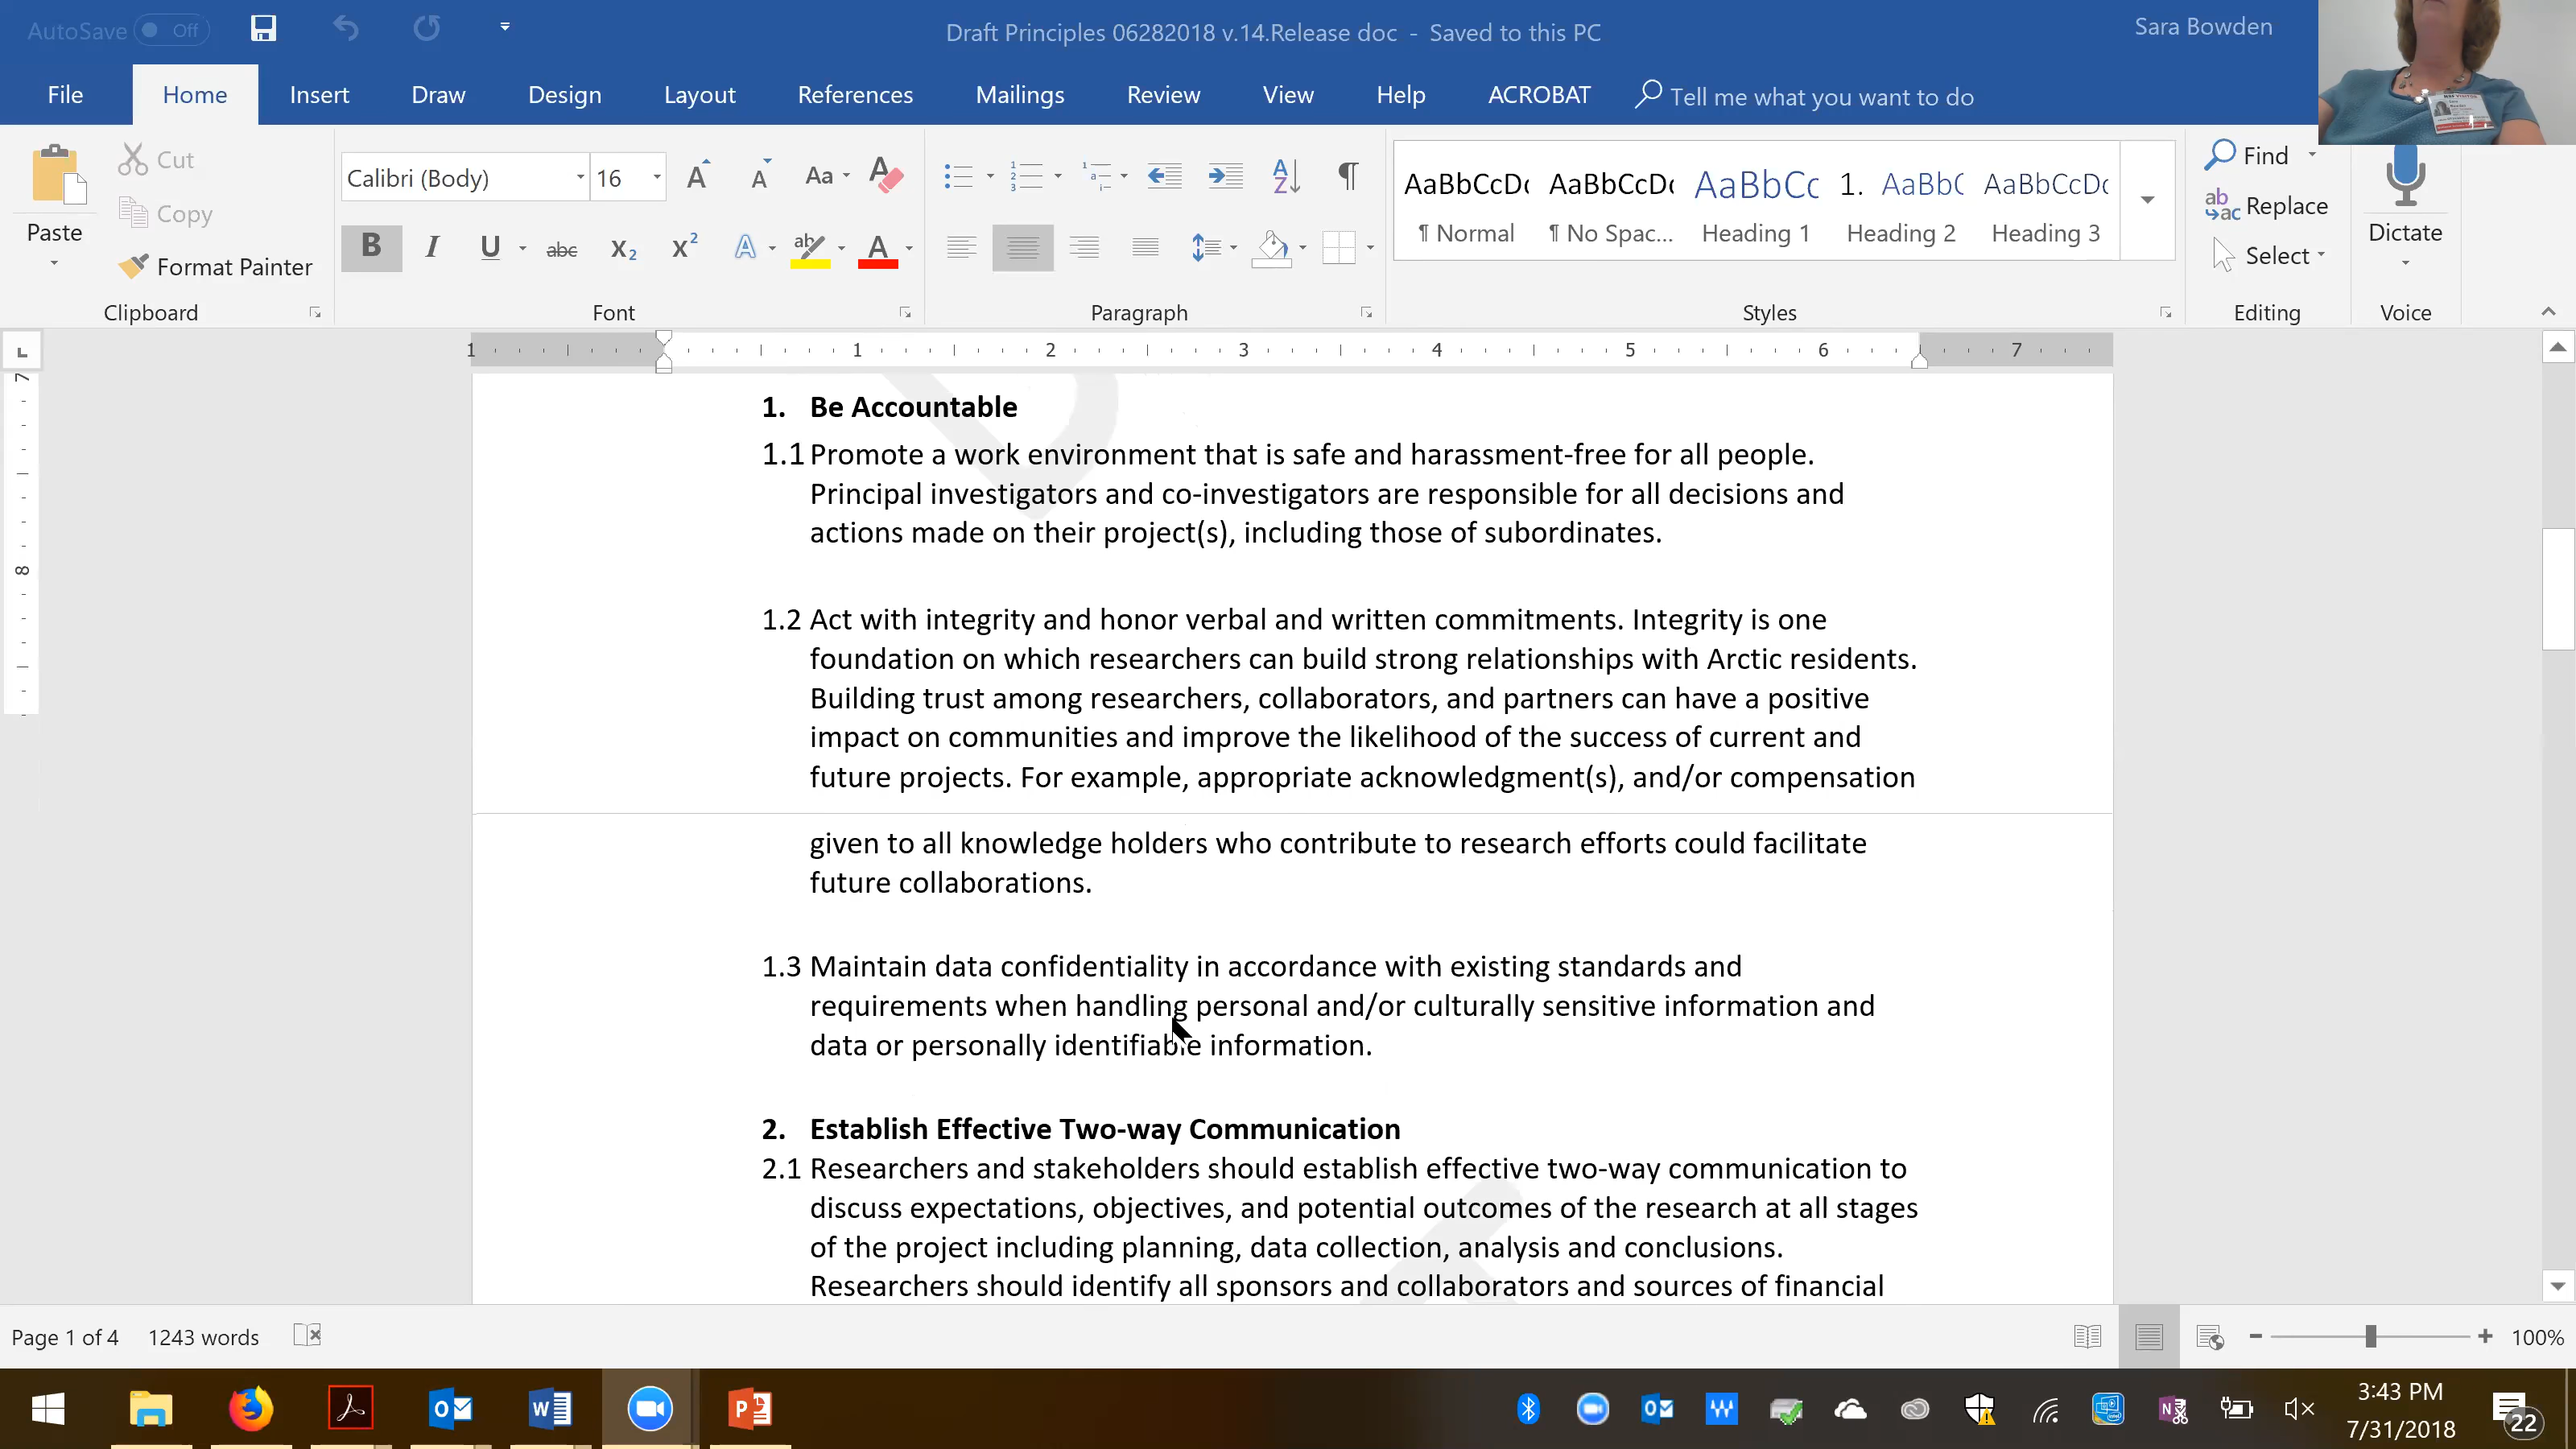 AutoSave Off
Draft Principles 06282018 v.14.Release doc - Saved to this PC
Sara Bowden
File Home Insert Draw Design Layout References Mailings Review View Help ACROBAT Tell me what you want to do
Paste
Cut
Copy
Format Painter
Clipboard
Calibri (Body) 16
Font
Paragraph
AaBbCcDc AaBbCcDc AaBbCc 1. AaBbC AaBbCcDc
¶ Normal ¶ No Spac... Heading 1 Heading 2 Heading 3
Styles
Find
Replace
Select
Editing
Dictate
Voice
1 1 2 3 4 5 6 7
7
8
1. Be Accountable
1.1 Promote a work environment that is safe and harassment-free for all people.
Principal investigators and co-investigators are responsible for all decisions and
actions made on their project(s), including those of subordinates.
1.2 Act with integrity and honor verbal and written commitments. Integrity is one
foundation on which researchers can build strong relationships with Arctic residents.
Building trust among researchers, collaborators, and partners can have a positive
impact on communities and improve the likelihood of the success of current and
future projects. For example, appropriate acknowledgment(s), and/or compensation
given to all knowledge holders who contribute to research efforts could facilitate
future collaborations.
1.3 Maintain data confidentiality in accordance with existing standards and
requirements when handling personal and/or culturally sensitive information and
data or personally identifiable information.
2. Establish Effective Two-way Communication
2.1 Researchers and stakeholders should establish effective two-way communication to
discuss expectations, objectives, and potential outcomes of the research at all stages
of the project including planning, data collection, analysis and conclusions.
Researchers should identify all sponsors and collaborators and sources of financial
Page 1 of 4 1243 words
100%
3:43 PM
7/31/2018
22